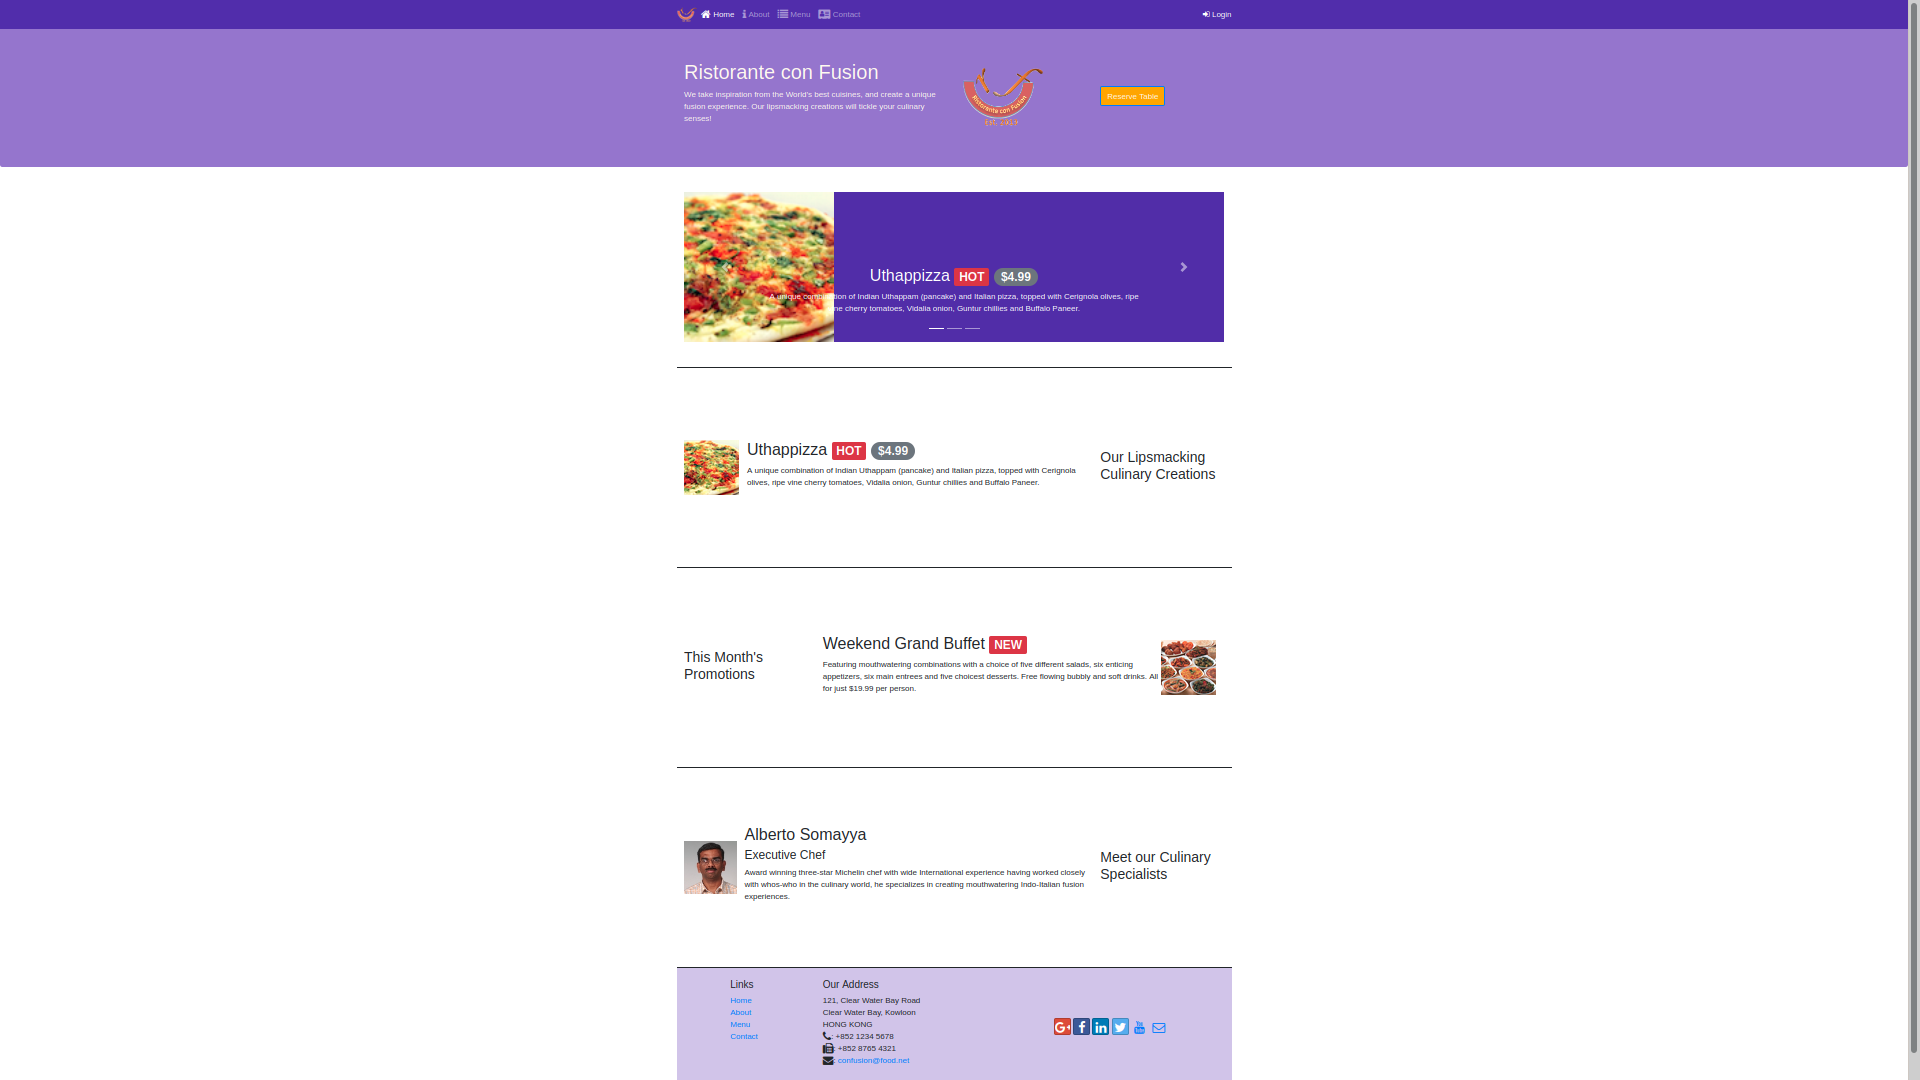 Home About Menu Contact Login
Ristorante con Fusion
We take inspiration from the World's best cuisines, and create a unique
fusion experience. Our lipsmacking creations will tickle your culinary
senses!
Ristorante con Fusion
Reserve Table
Uthappizza HOT $4.99
A unique combination of Indian Uthappam (pancake) and Italian pizza, topped with Cerignola olives, ripe
ne cherry tomatoes, Vidalia onion, Guntur chillies and Buffalo Paneer.
Uthappizza HOT $4.99
A unique combination of Indian Uthappam (pancake) and Italian pizza, topped with Cerignola
olives, ripe vine cherry tomatoes, Vidalia onion, Guntur chillies and Buffalo Paneer.
Our Lipsmacking
Culinary Creations
This Month's
Promotions
Weekend Grand Buffet NEW
Featuring mouthwatering combinations with a choice of five different salads, six enticing
appetizers, six main entrees and five choicest desserts. Free flowing bubbly and soft drinks. All
for just $19.99 per person.
Alberto Somayya
Executive Chef
Award winning three-star Michelin chef with wide International experience having worked closely
with whos-who in the culinary world, he specializes in creating mouthwatering Indo-Italian fusion
experiences.
Meet our Culinary
Specialists
Links
Home
About
Menu
Contact
Our Address
121, Clear Water Bay Road
Clear Water Bay, Kowloon
HONG KONG
: +852 1234 5678
: +852 8765 4321
: confusion@food.net